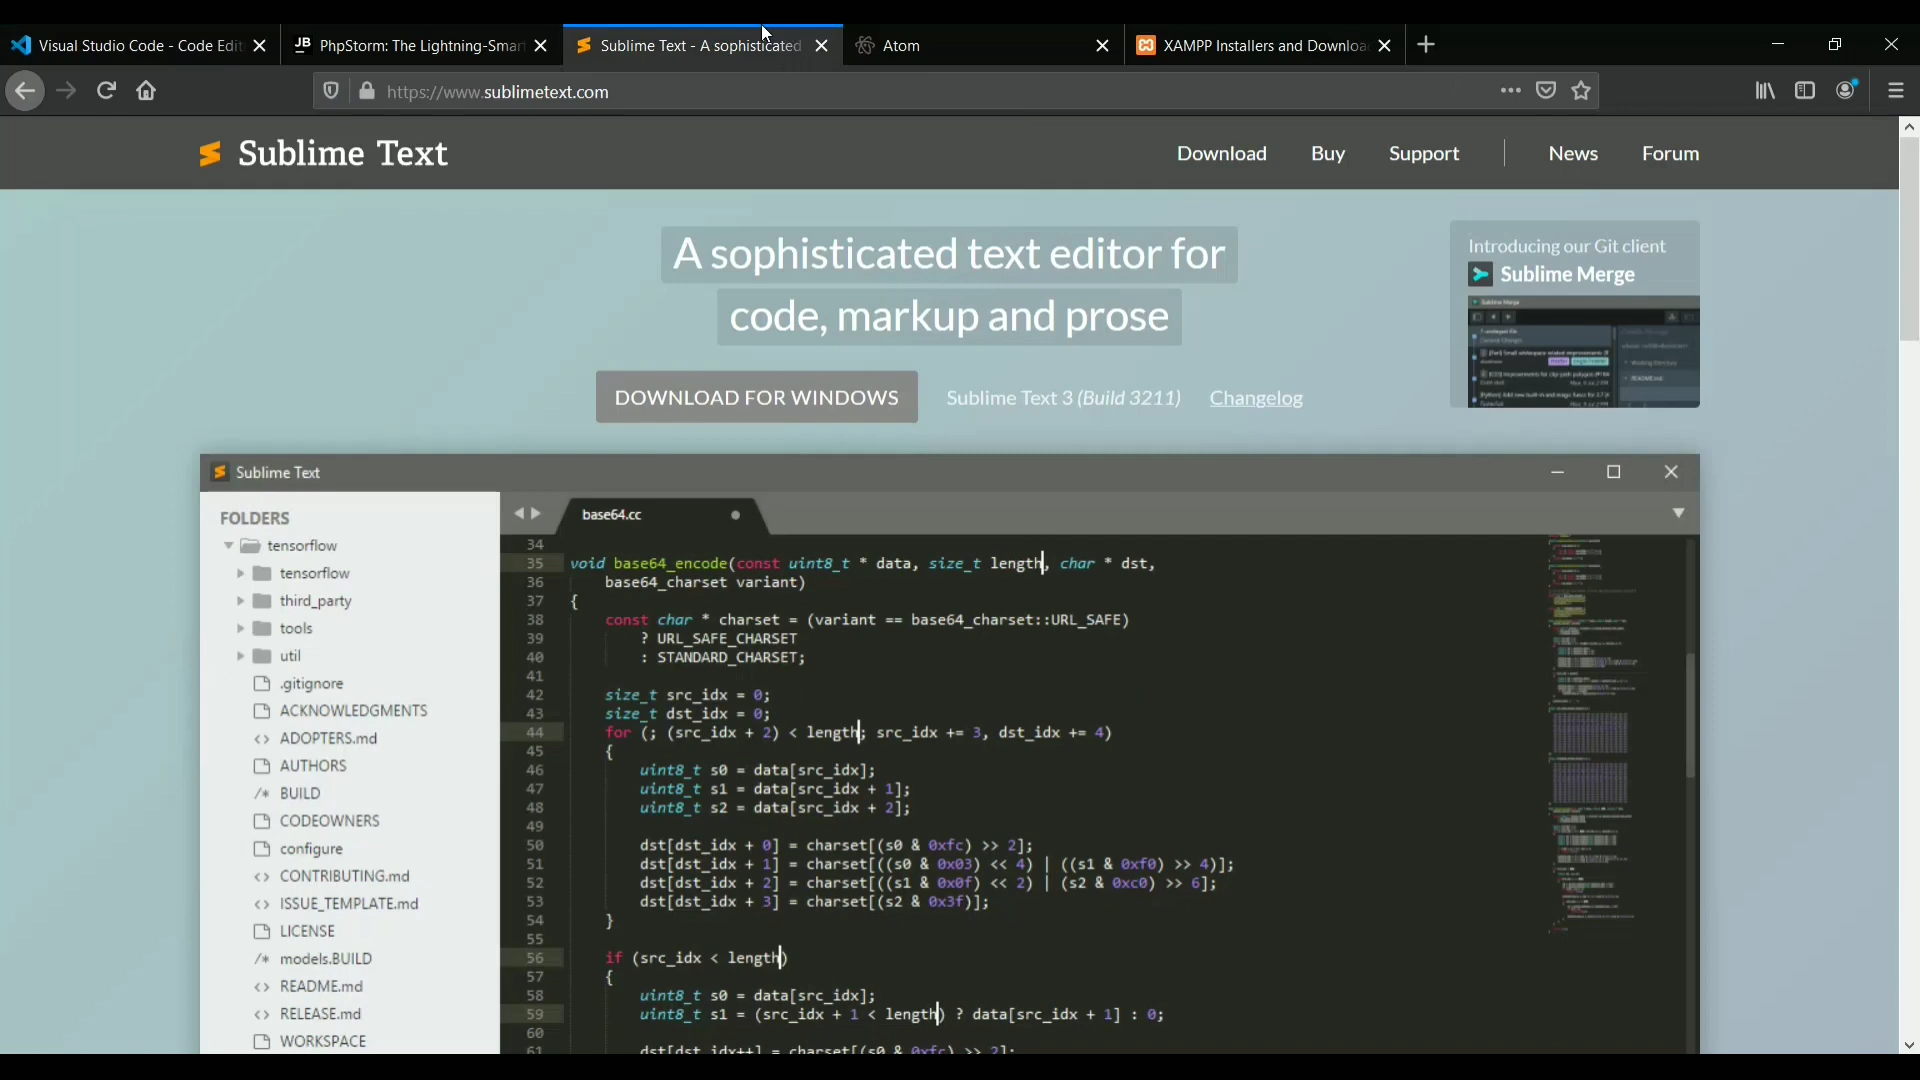 Visual Studio Code - Code Edit
PhpStorm: The Lightning-Smar
Sublime Text - A sophisticated
Atom
XAMPP Installers and Downloa
https://www.sublimetext.com
Sublime Text
Download
Buy
Support
News
Forum
A sophisticated text editor for
code, markup and prose
Introducing our Git client
Sublime Merge
DOWNLOAD FOR WINDOWS
Sublime Text 3 (Build 3211)
Changelog
Sublime Text
FOLDERS
tensorflow
tensorflow
third_party
tools
util
.gitignore
ACKNOWLEDGMENTS
<> ADOPTERS.md
AUTHORS
/* BUILD
CODEOWNERS
configure
<> CONTRIBUTING.md
<> ISSUE_TEMPLATE.md
LICENSE
/* models.BUILD
<> README.md
<> RELEASE.md
WORKSPACE
base64.cc
34
35 void base64_encode(const uint8_t * data, size_t length, char * dst,
36 base64_charset variant)
37 {
38 const char * charset = (variant == base64_charset::URL_SAFE)
39 ? URL_SAFE_CHARSET
40 : STANDARD_CHARSET;
41
42 size_t src_idx = 0;
43 size_t dst_idx = 0;
44 for (; (src_idx + 2) < length; src_idx += 3, dst_idx += 4)
45 {
46 uint8_t s0 = data[src_idx];
47 uint8_t s1 = data[src_idx + 1];
48 uint8_t s2 = data[src_idx + 2];
49
50 dst[dst_idx + 0] = charset[(s0 & 0xfc) >> 2];
51 dst[dst_idx + 1] = charset[((s0 & 0x03) << 4) | ((s1 & 0xf0) >> 4)];
52 dst[dst_idx + 2] = charset[((s1 & 0x0f) << 2) | (s2 & 0xc0) >> 6];
53 dst[dst_idx + 3] = charset[(s2 & 0x3f)];
54 }
55
56 if (src_idx < length)
57 {
58 uint8_t s0 = data[src_idx];
59 uint8_t s1 = (src_idx + 1 < length) ? data[src_idx + 1] : 0;
60
61 dst[dst_idx++] = charset[(s0 & 0xfc) >> 2];